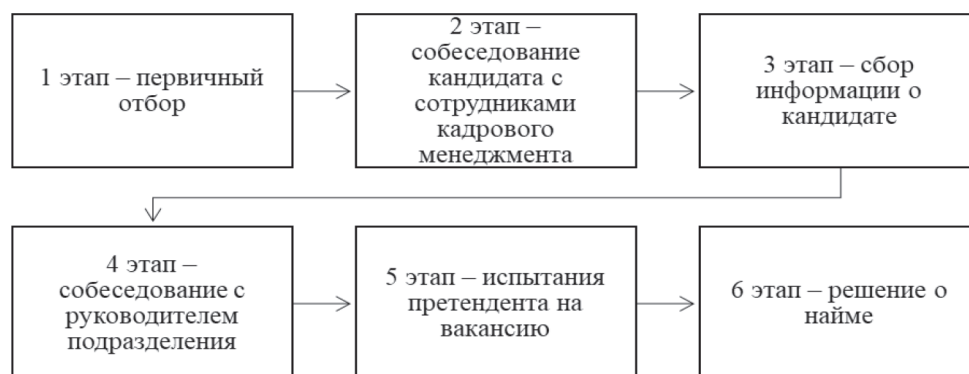 1 этап – первичный
отбор
2 этап –
собеседование
кандидата с
сотрудниками
кадрового
менеджмента
3 этап – сбор
информации о
кандидате
4 этап –
собеседование с
руководителем
подразделения
5 этап – испытания
претендента на
вакансию
6 этап – решение о
найме